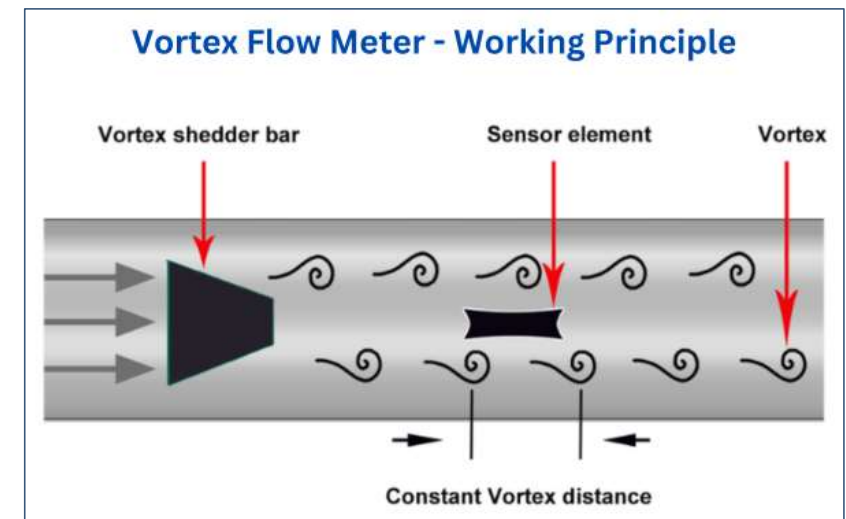 Vortex Flow Meter - Working Principle
Vortex shedder bar
Sensor element
Vortex
Constant Vortex distance